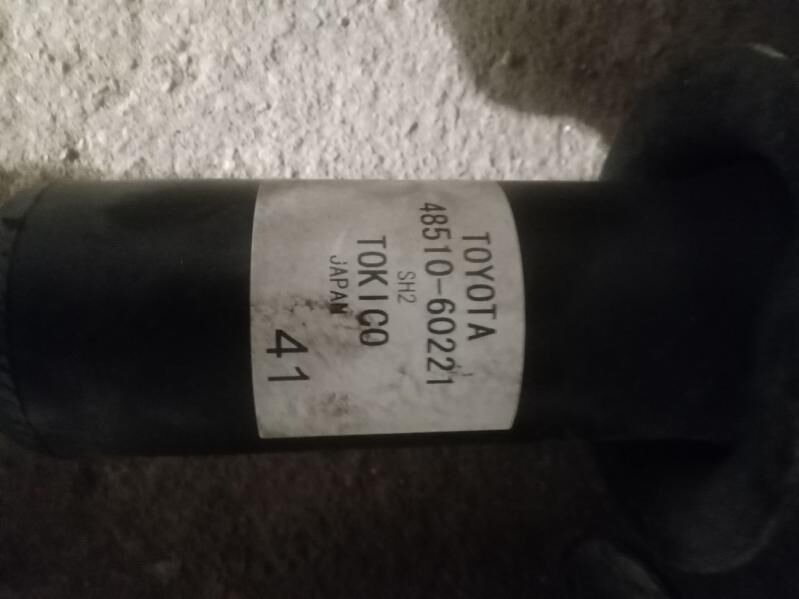 TOYOTA
48510-60221
SH2
TOKICO
JAPAN
41